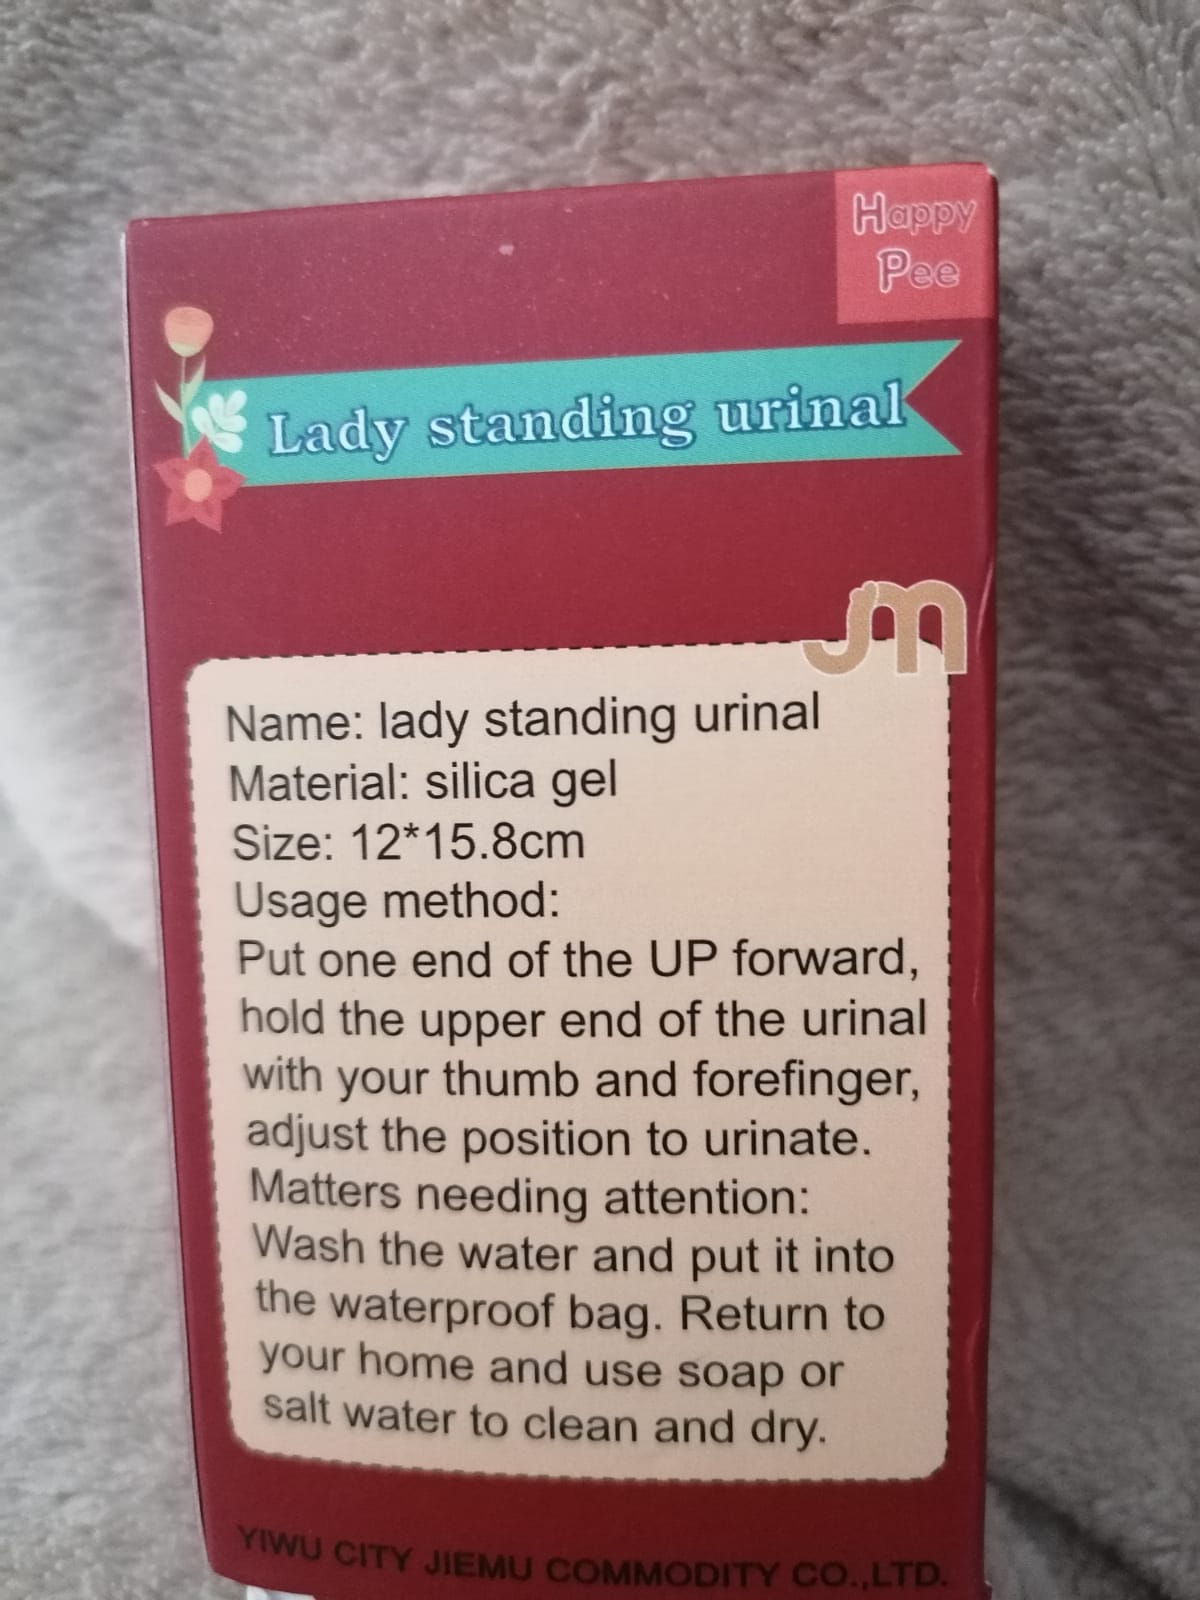 Happy
Pee
Lady standing urinal
JM
Name: lady standing urinal
Material: silica gel
Size: 12*15.8cm
Usage method:
Put one end of the UP forward,
hold the upper end of the urinal
with your thumb and forefinger,
adjust the position to urinate.
Matters needing attention:
Wash the water and put it into
the waterproof bag. Return to
your home and use soap or
salt water to clean and dry.
YIWU CITY JIEMU COMMODITY CO.,LTD.